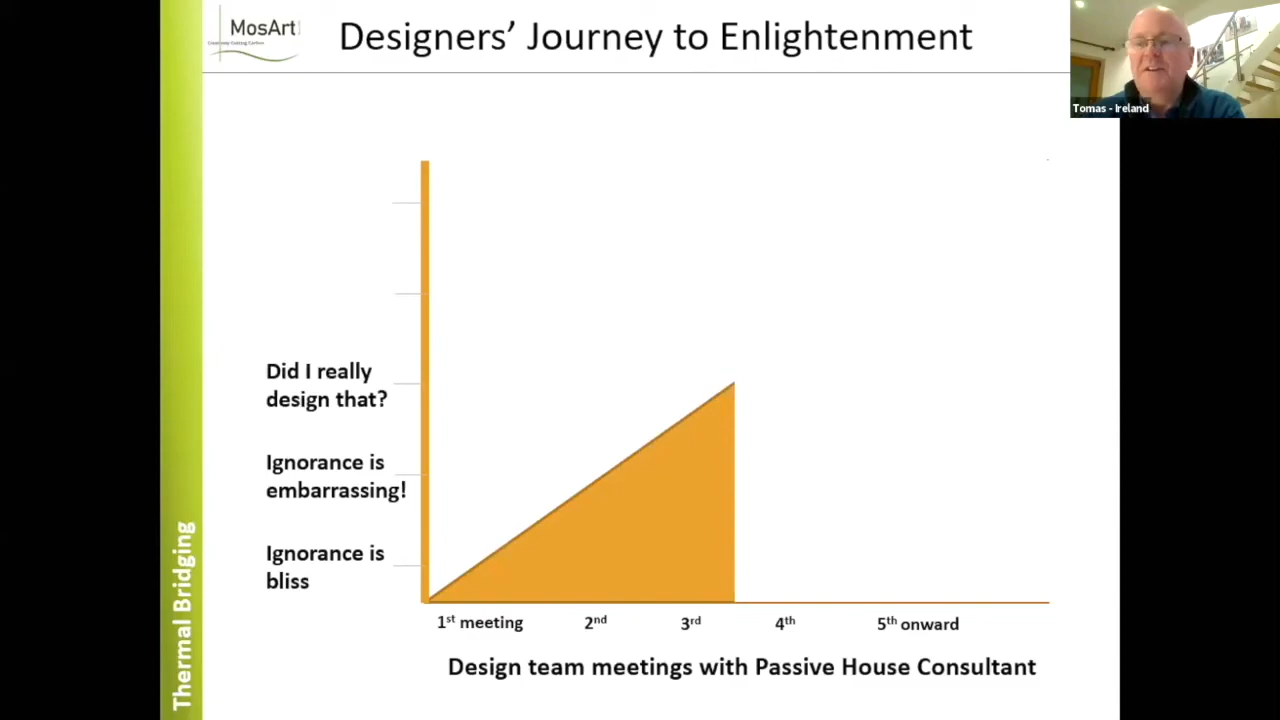 MosArt
Designers’ Journey to Enlightenment
Tomas - Ireland
Did I really
design that?
Ignorance is
embarrassing!
Ignorance is
bliss
1st meeting 2nd 3rd 4th 5th onward
Design team meetings with Passive House Consultant
Thermal Bridging